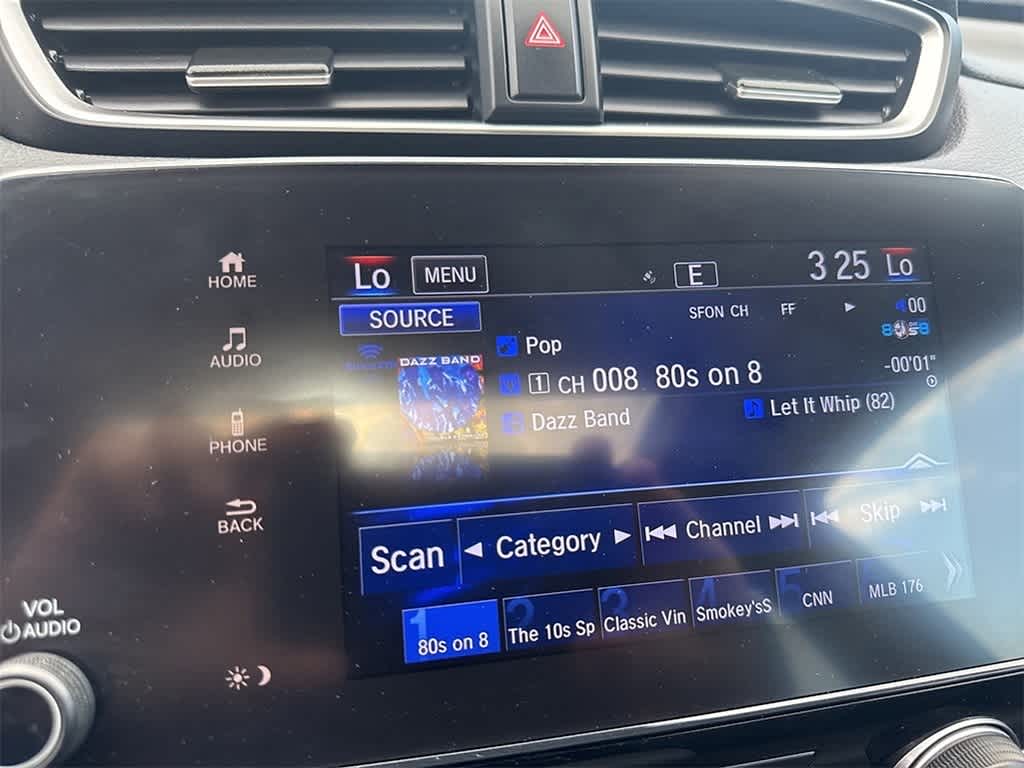 HOME
AUDIO
PHONE
BACK
VOL
AUDIO
Lo MENU E 3 25 Lo
SOURCE
SFON CH FF 00
Pop
DAZZ BAND
1 CH 008 80s on 8
-00'01"
Dazz Band
Let It Whip (82)
Scan Category Channel Skip
1 80s on 8
2 The 10s Sp
3 Classic Vin
4 Smokey'sS
5 CNN
MLB 176